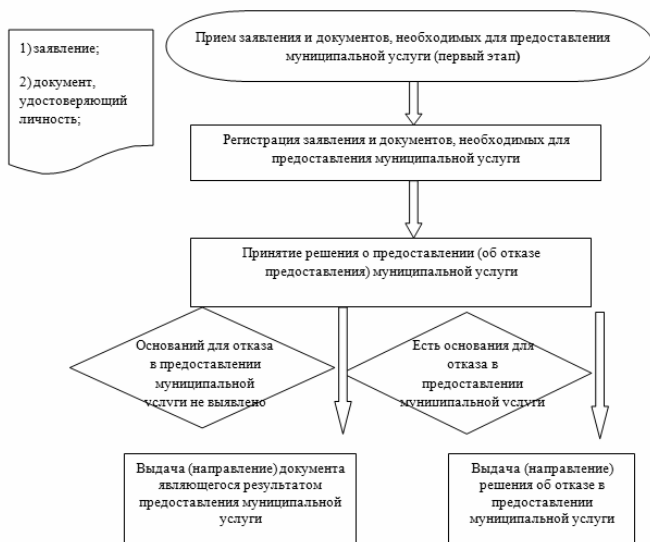 1) заявление;
2) документ,
удостоверяющий
личность;
Прием заявления и документов, необходимых для предоставления
муниципальной услуги (первый этап)
Регистрация заявления и документов, необходимых для
предоставления муниципальной услуги
Принятие решения о предоставлении (об отказе
предоставления) муниципальной услуги
Оснований для отказа
в предоставлении
муниципальной
услуги не выявлено
Есть основания для
отказа в
предоставлении
муниципальной услуги
Выдача (направление) документа
являющегося результатом
предоставления муниципальной
услуги
Выдача (направление)
решения об отказе в
предоставлении
муниципальной услуги